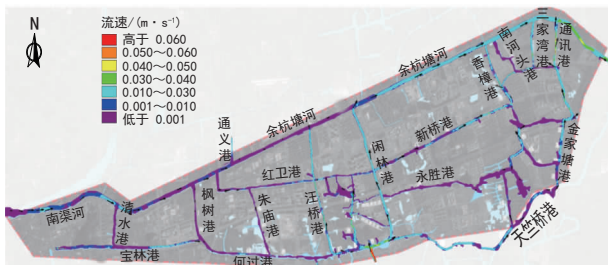 流速/(m·s⁻¹)
高于 0.060
0.050～0.060
0.040～0.050
0.030～0.040
0.010～0.030
0.001～0.010
低于 0.001
N
三家湾港
通讯港
南河头港
香樟港
余杭塘河
余杭塘河
通义港
新桥港
闲林港
金家塘港
红卫港
永胜港
枫树港
朱庙港
汪桥港
南渠河
清水港
天竺桥港
宝林港
何过港